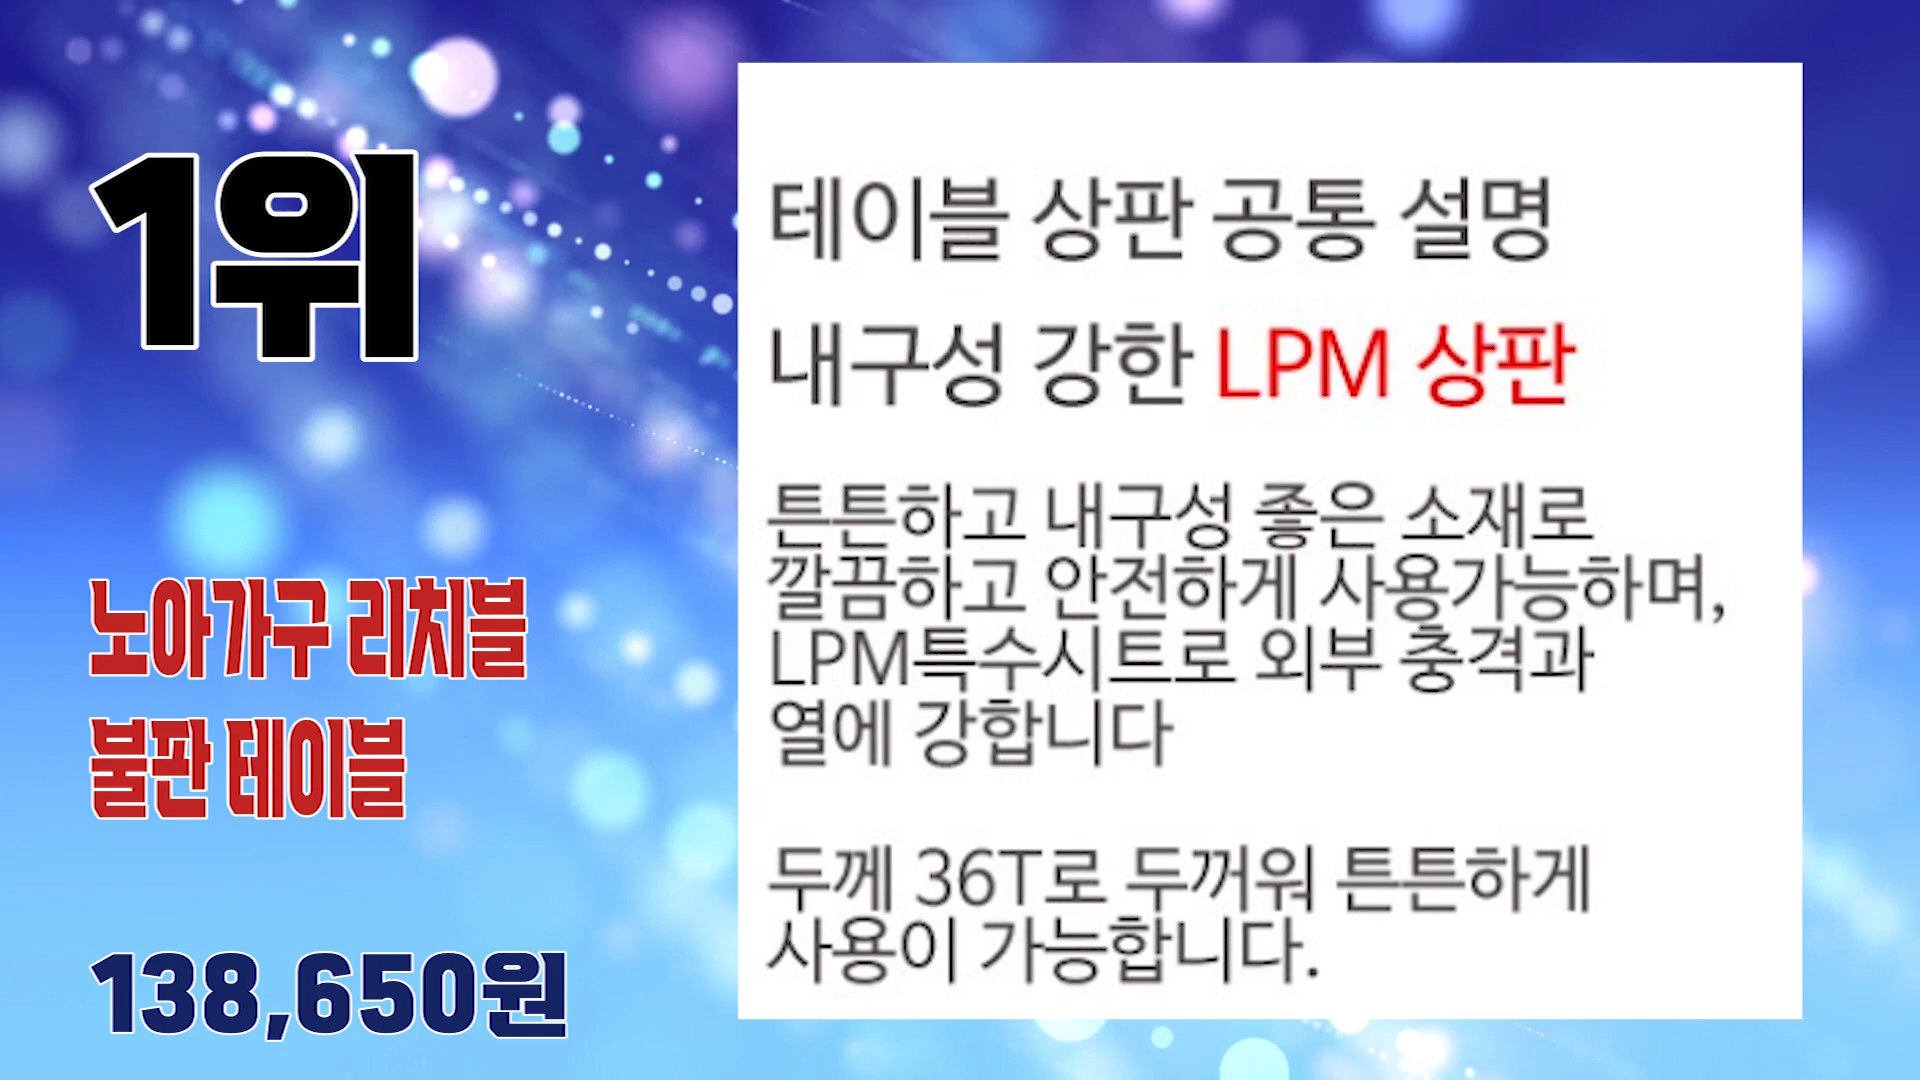 1위
노아가구 리치블
불판 테이블
138,650원
테이블 상판 공통 설명
내구성 강한 LPM 상판
튼튼하고 내구성 좋은 소재로
깔끔하고 안전하게 사용가능하며,
LPM특수시트로 외부 충격과
열에 강합니다
두께 36T로 두꺼워 튼튼하게
사용이 가능합니다.